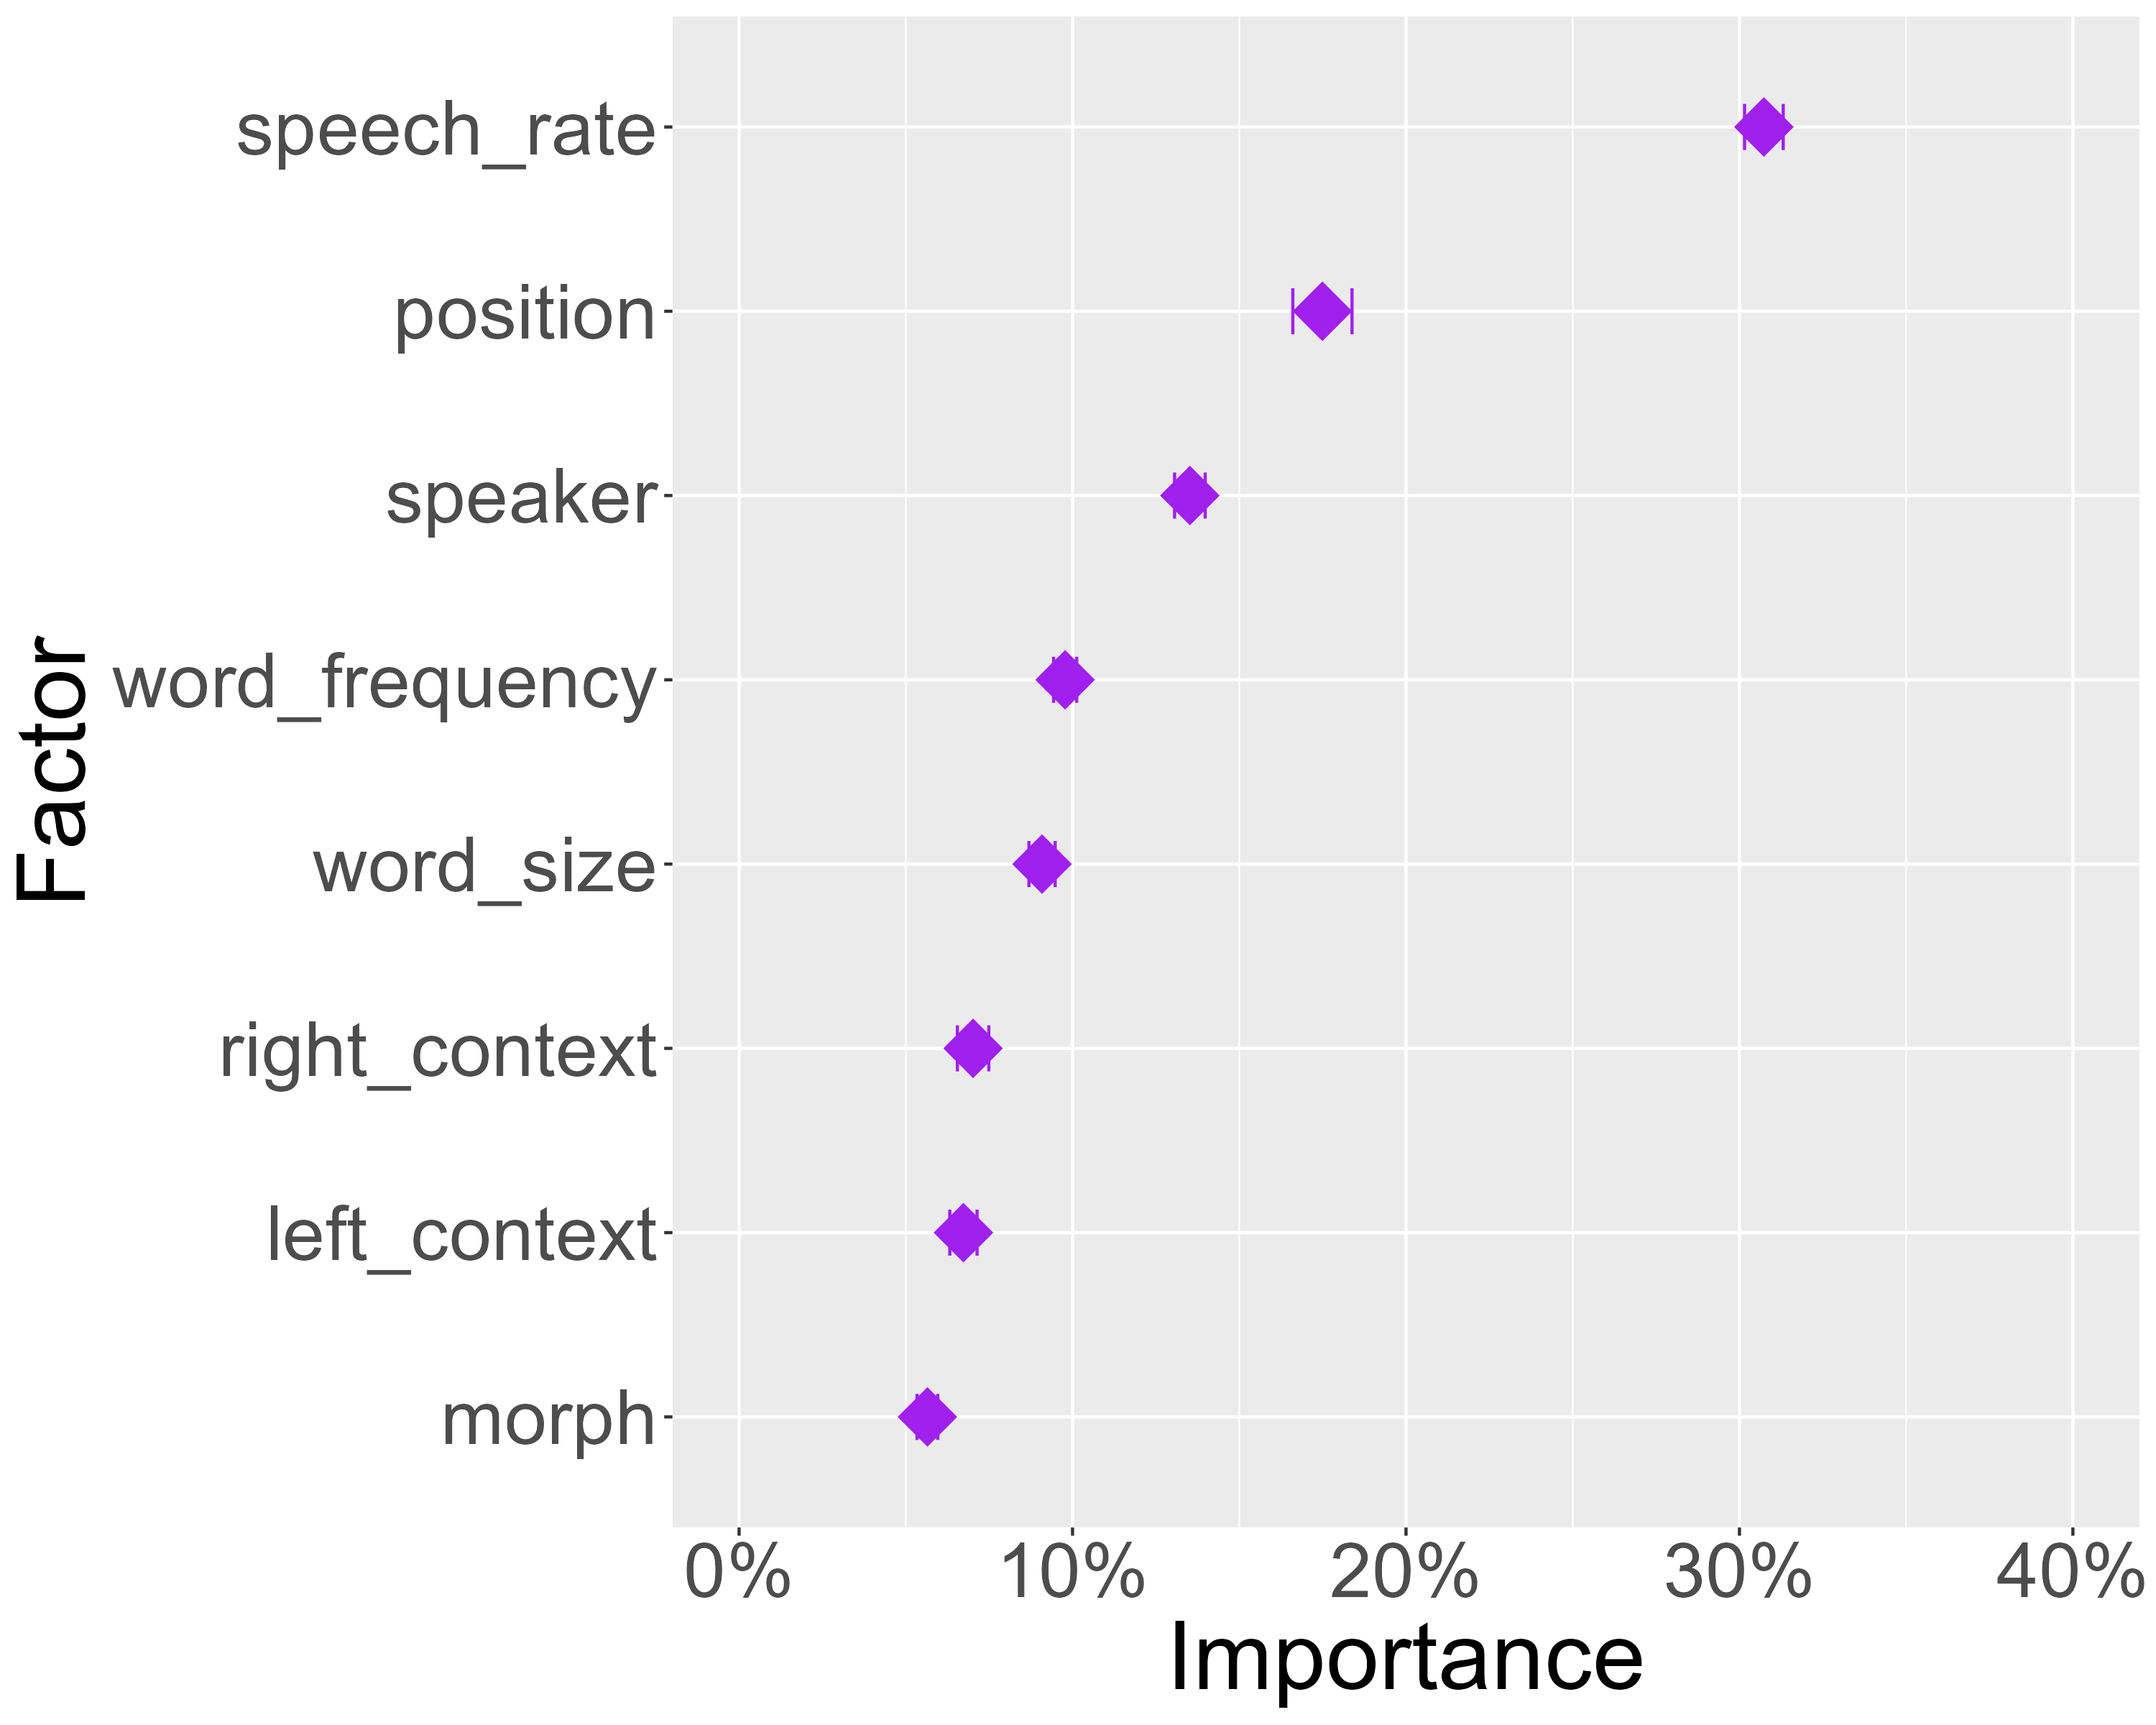 speech_rate
position
speaker
word_frequency
word_size
right_context
left_context
morph
Factor
0% 10% 20% 30% 40%
Importance